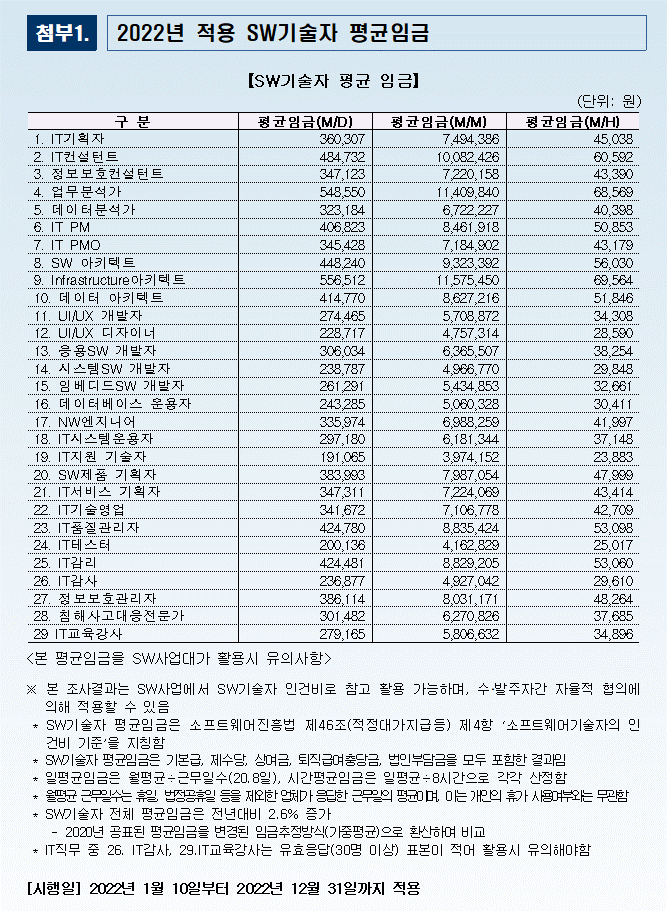 첨부1. 2022년 적용 SW기술자 평균임금
【SW기술자 평균 임금】
(단위: 원)
구 분 평균임금(M/D) 평균임금(M/M) 평균임금(M/H)
1. IT기획자 360,307 7,494,386 45,038
2. IT컨설턴트 484,732 10,082,426 60,592
3. 정보보호컨설턴트 347,123 7,220,158 43,390
4. 업무분석가 548,550 11,409,840 68,569
5. 데이터분석가 323,184 6,722,227 40,398
6. IT PM 406,823 8,461,918 50,853
7. IT PMO 345,428 7,184,902 43,179
8. SW 아키텍트 448,240 9,323,392 56,030
9. Infrastructure아키텍트 556,512 11,575,450 69,564
10. 데이터 아키텍트 414,770 8,627,216 51,846
11. UI/UX 개발자 274,465 5,708,872 34,308
12. UI/UX 디자이너 228,717 4,757,314 28,590
13. 응용SW 개발자 306,034 6,365,507 38,254
14. 시스템SW 개발자 238,787 4,966,770 29,848
15. 임베디드SW 개발자 261,291 5,434,853 32,661
16. 데이터베이스 운용자 243,285 5,060,328 30,411
17. NW엔지니어 335,974 6,988,259 41,997
18. IT시스템운용자 297,180 6,181,344 37,148
19. IT지원 기술자 191,065 3,974,152 23,883
20. SW제품 기획자 383,993 7,987,054 47,999
21. IT서비스 기획자 347,311 7,224,069 43,414
22. IT기술영업 341,672 7,106,778 42,709
23. IT품질관리자 424,780 8,835,424 53,098
24. IT테스터 200,136 4,162,829 25,017
25. IT감리 424,481 8,829,205 53,060
26. IT감사 236,877 4,927,042 29,610
27. 정보보호관리자 386,114 8,031,171 48,264
28. 침해사고대응전문가 301,482 6,270,826 37,685
29 IT교육강사 279,165 5,806,632 34,896
<본 평균임금을 SW사업대가 활용시 유의사항>
※ 본 조사결과는 SW사업에서 SW기술자 인건비로 참고 활용 가능하며, 수·발주자간 자율적 협의에
의해 적용할 수 있음
* SW기술자 평균임금은 소프트웨어진흥법 제46조(적정대가지급등) 제4항 ‘소프트웨어기술자의 인
건비 기준’을 지칭함
* SW기술자 평균임금은 기본급, 제수당, 상여금, 퇴직급여충당금, 법인부담금을 모두 포함한 결과임
* 일평균임금은 월평균÷근무일수(20.8일), 시간평균임금은 일평균÷8시간으로 각각 산정함
* 월평균 근무일수는 휴일, 법정공휴일 등을 제외한 업체가 응답한 근무일의 평균이며, 이는 개인의 휴가 사용여부와는 무관함
* SW기술자 전체 평균임금은 전년대비 2.6% 증가
- 2020년 공표된 평균임금을 변경된 임금추정방식(가중평균)으로 환산하여 비교
* IT직무 중 26. IT감사, 29.IT교육강사는 유효응답(30명 이상) 표본이 적어 활용시 유의해야함
[시행일] 2022년 1월 10일부터 2022년 12월 31일까지 적용